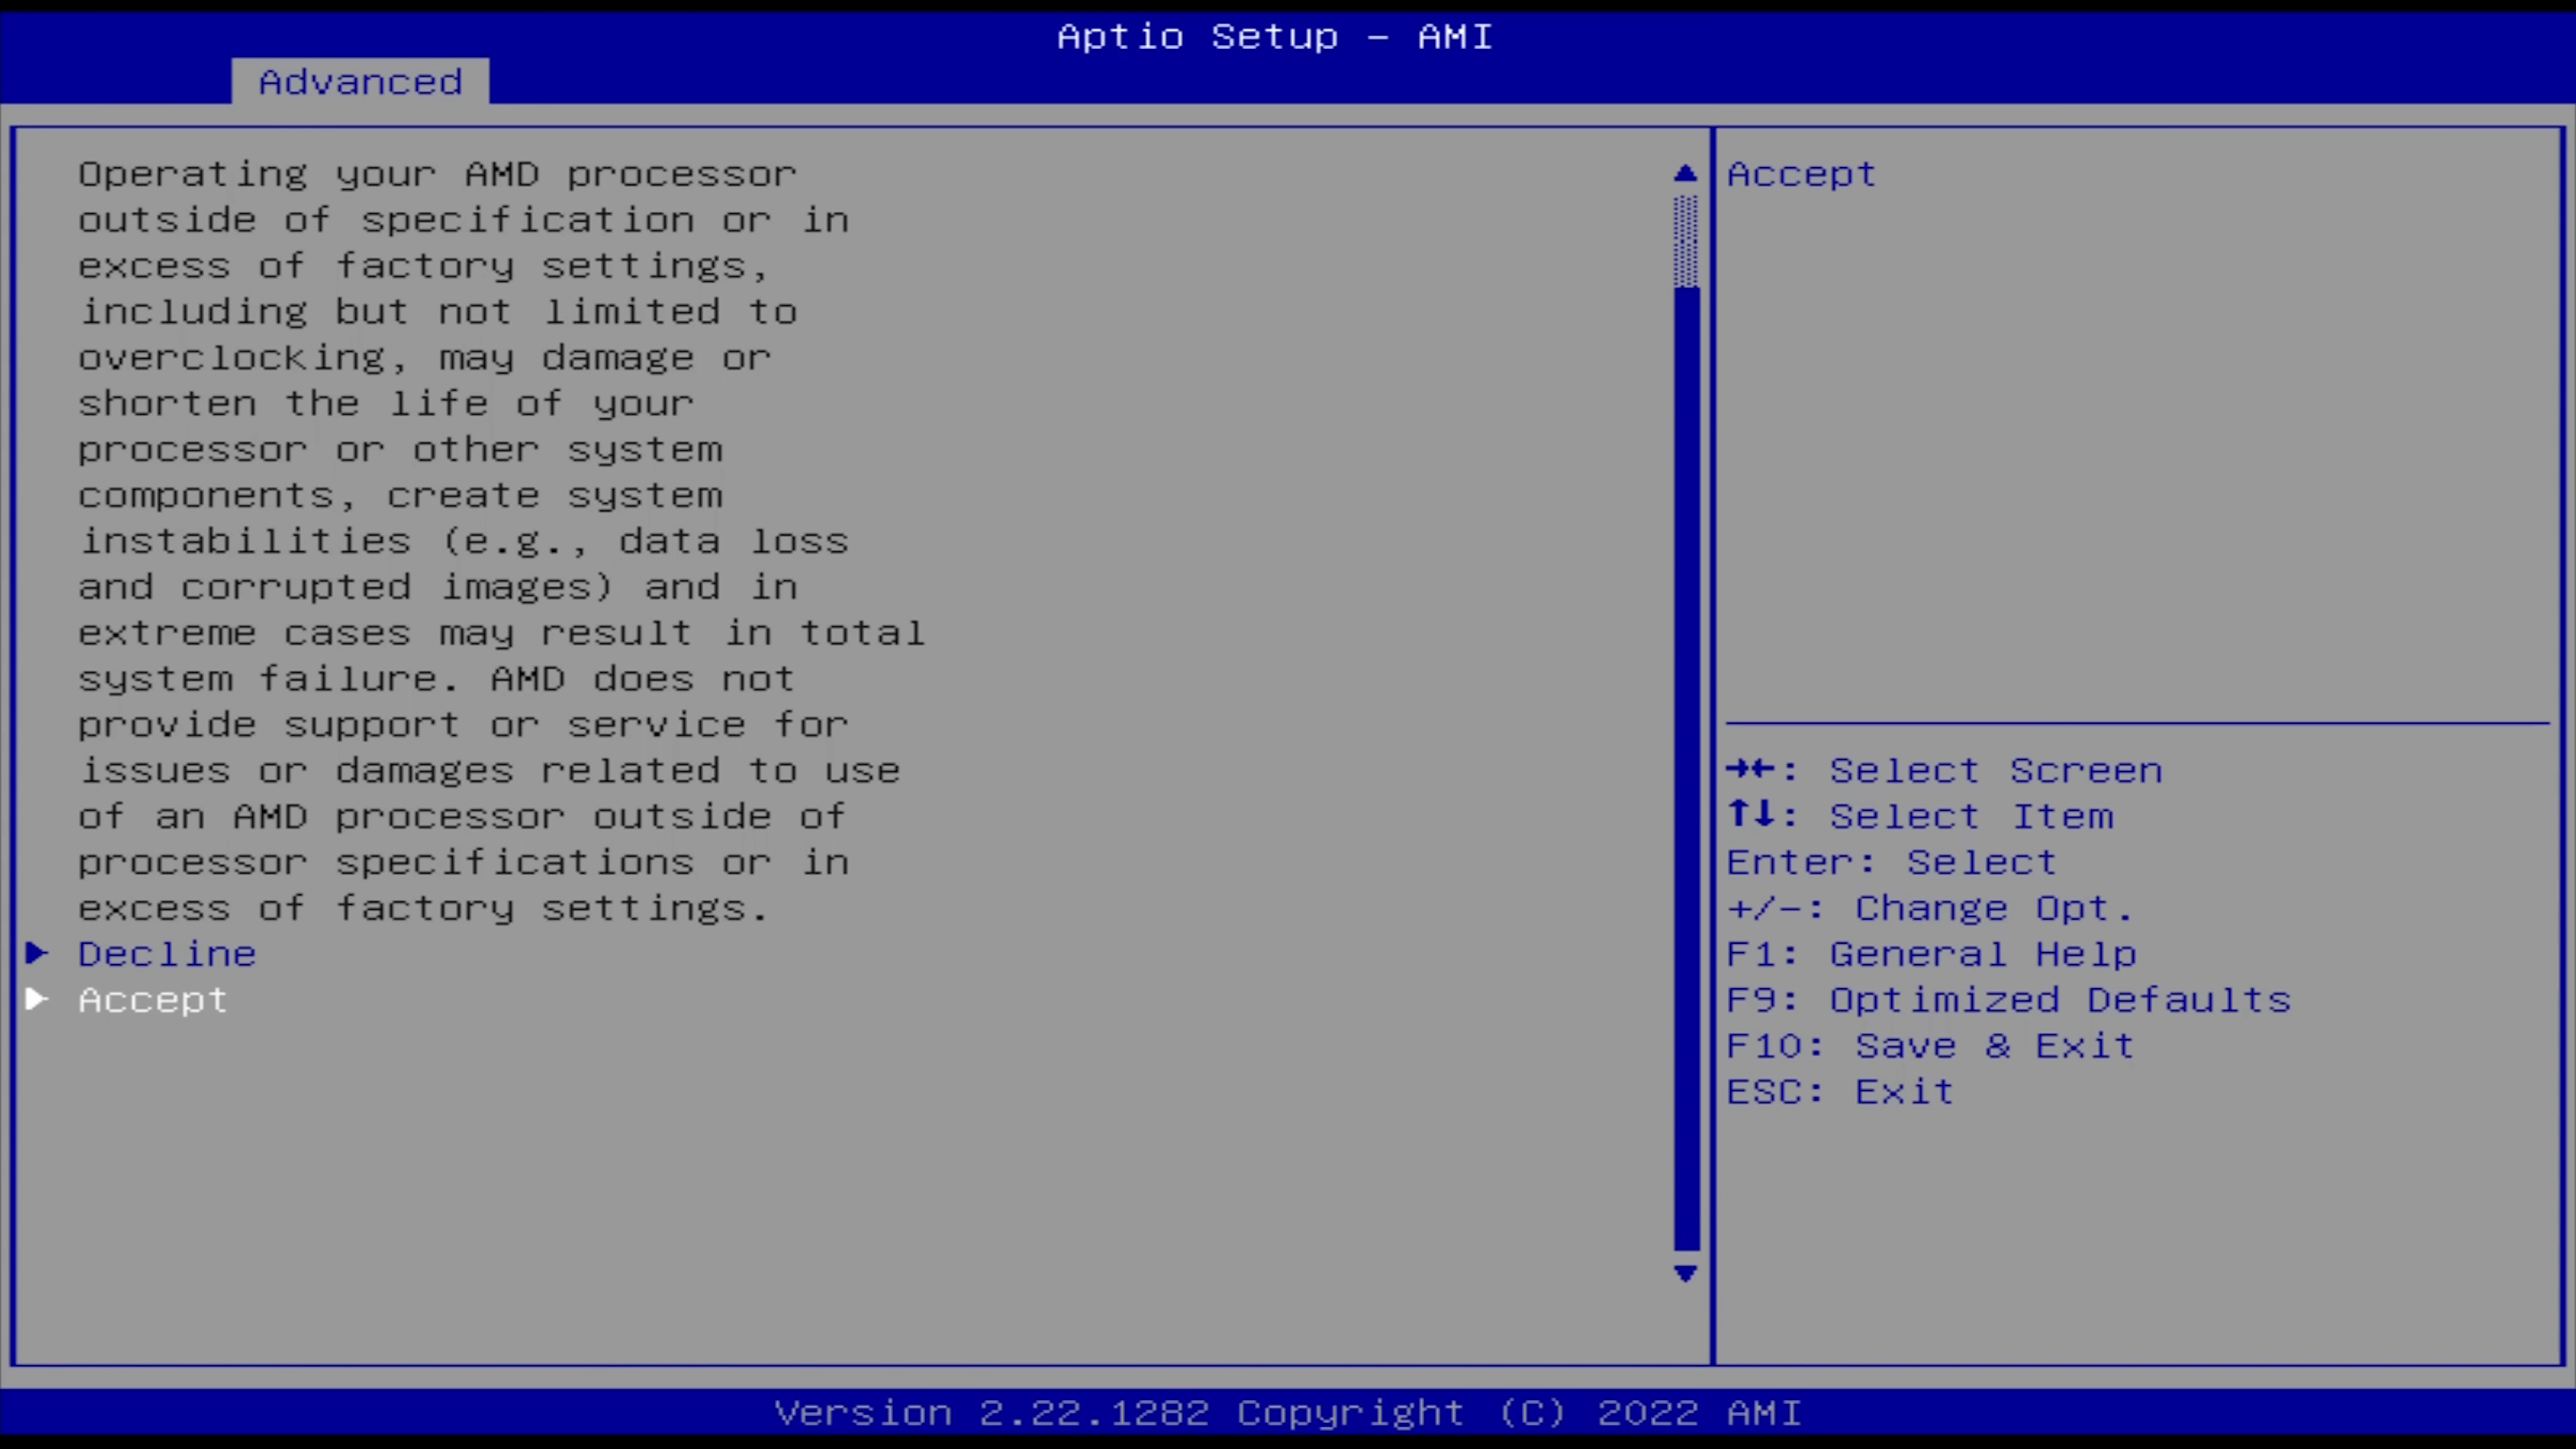 Aptio Setup - AMI
Advanced
Operating your AMD processor
outside of specification or in
excess of factory settings,
including but not limited to
overclocking, may damage or
shorten the life of your
processor or other system
components, create system
instabilities (e.g., data loss
and corrupted images) and in
extreme cases may result in total
system failure. AMD does not
provide support or service for
issues or damages related to use
of an AMD processor outside of
processor specifications or in
excess of factory settings.
▶ Decline
▶ Accept
Accept
→←: Select Screen
↑↓: Select Item
Enter: Select
+/-: Change Opt.
F1: General Help
F9: Optimized Defaults
F10: Save & Exit
ESC: Exit
Version 2.22.1282 Copyright (C) 2022 AMI